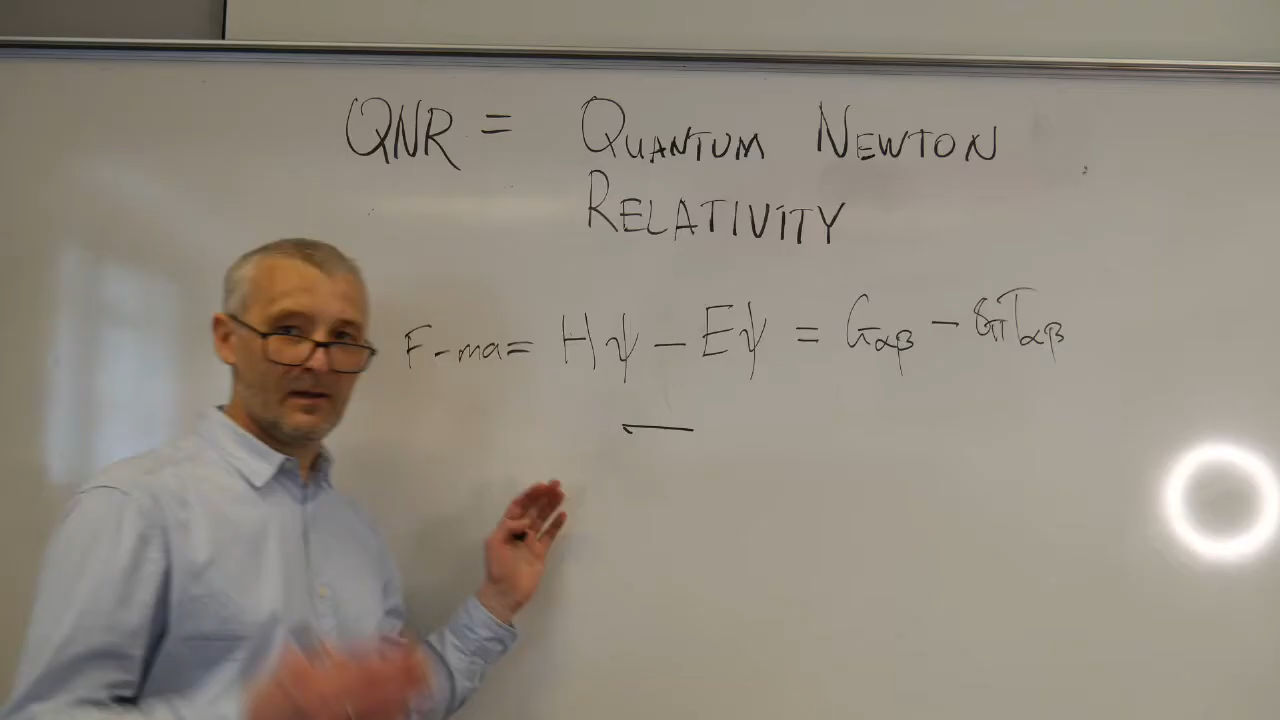 QNR = QUANTUM NEWTON
RELATIVITY
F - ma = Hψ - Eψ = Gαβ - 8πTαβ